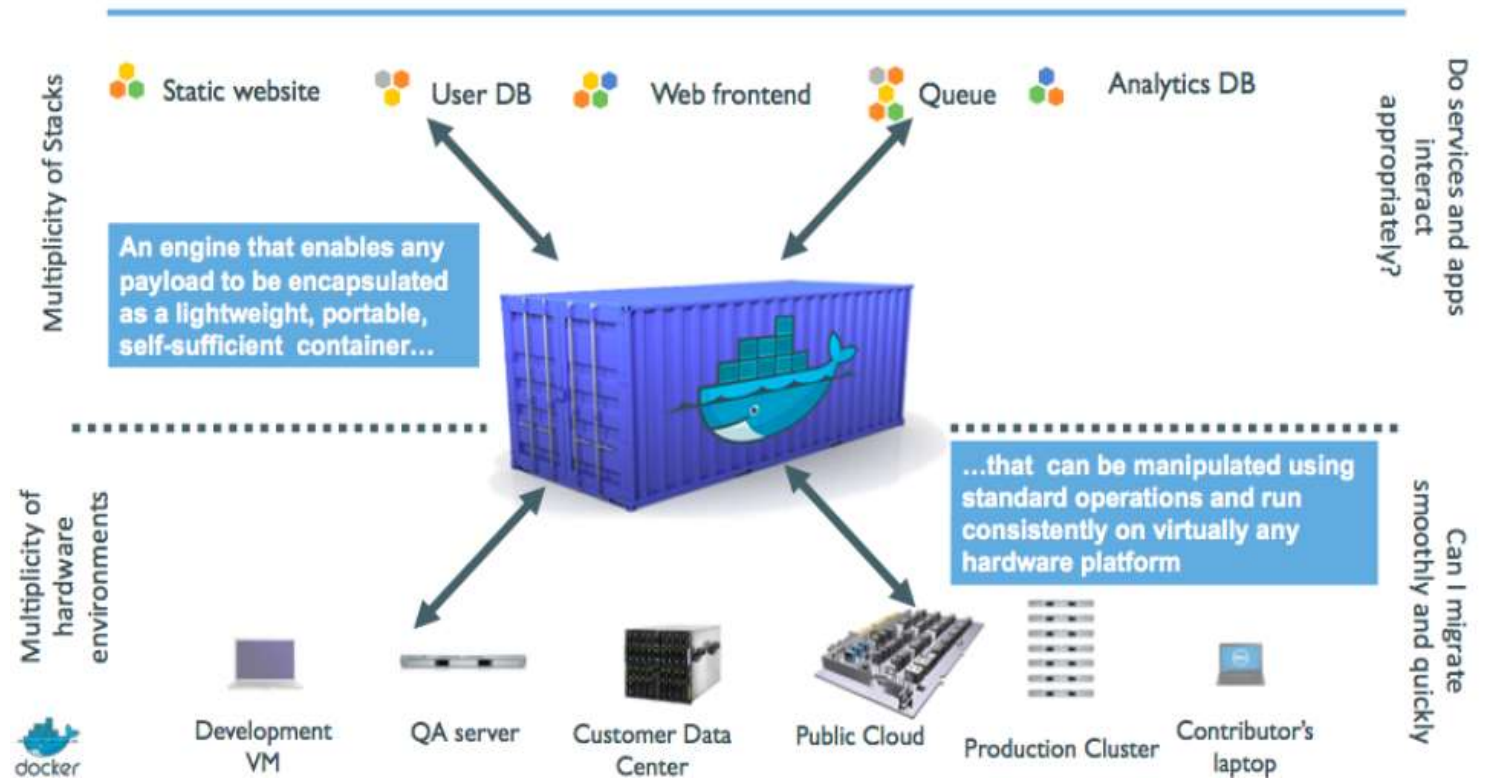 Static website
User DB
Web frontend
Queue
Analytics DB
Multiplicity of Stacks
Do services and apps
interact
appropriately?
An engine that enables any
payload to be encapsulated
as a lightweight, portable,
self-sufficient container...
...that can be manipulated using
standard operations and run
consistently on virtually any
hardware platform
Multiplicity of
hardware
environments
Can I migrate
smoothly and quickly
Development
VM
QA server
Customer Data
Center
Public Cloud
Production Cluster
Contributor's
laptop
docker